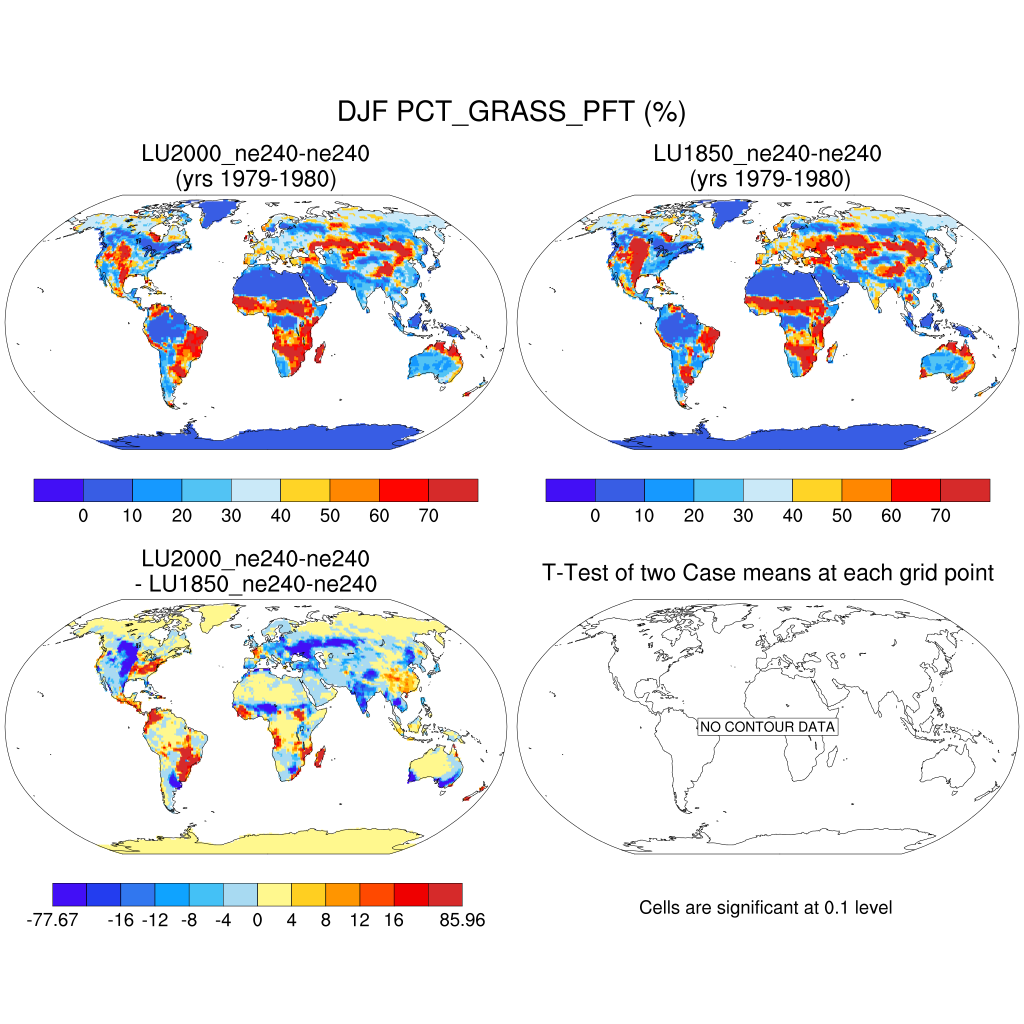 DJF PCT_GRASS_PFT (%)
LU2000_ne240-ne240
(yrs 1979-1980)
LU1850_ne240-ne240
(yrs 1979-1980)
0 10 20 30 40 50 60 70
0 10 20 30 40 50 60 70
LU2000_ne240-ne240
- LU1850_ne240-ne240
T-Test of two Case means at each grid point
NO CONTOUR DATA
-77.67 -16 -12 -8 -4 0 4 8 12 16 85.96
Cells are significant at 0.1 level